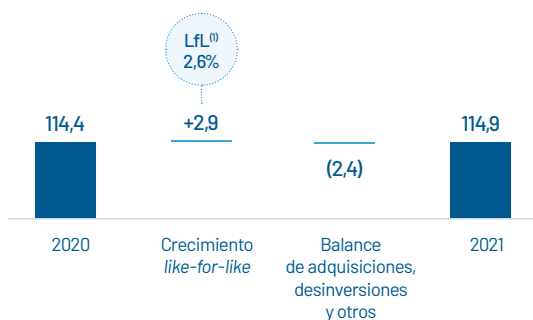 LfL(1)
2,6%
114,4
+2,9
(2,4)
114,9
2020
Crecimiento
like-for-like
Balance
de adquisiciones,
desinversiones
y otros
2021